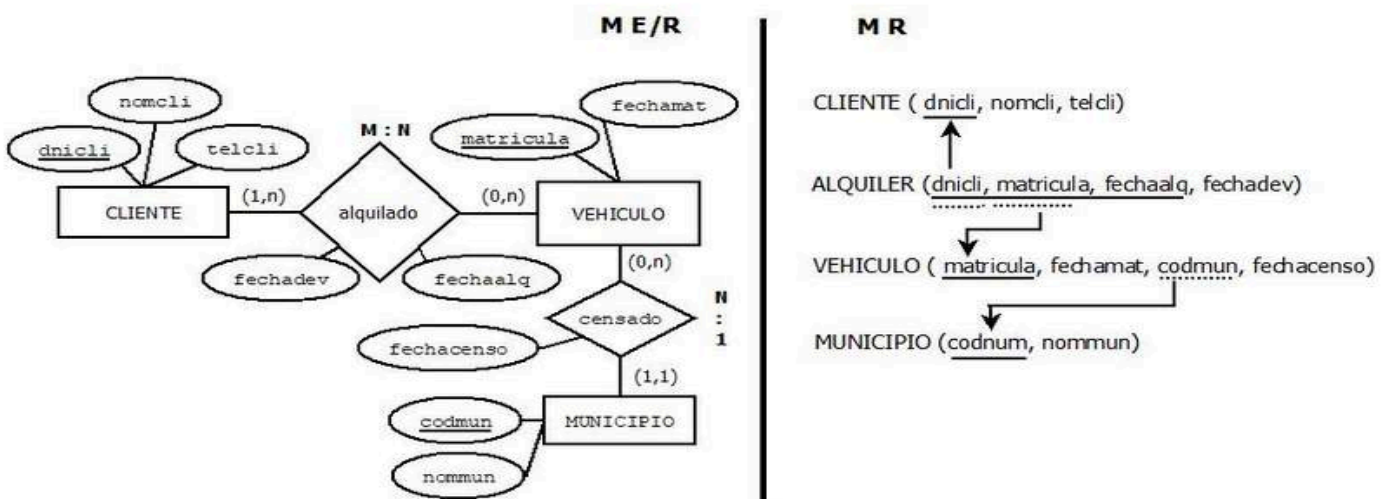 M E/R
M R
nomcli
dnicli
telcli
CLIENTE
(1,n)
M : N
alquilado
fechadev
fechaalq
(0,n)
matricula
fechamat
VEHICULO
(0,n)
censado
N
:
1
fechacenso
(1,1)
codmun
nommun
MUNICIPIO
CLIENTE ( dnicli, nomcli, telcli)
ALQUILER (dnicli, matricula, fechaalq, fechadev)
VEHICULO ( matricula, fechamat, codmun, fechacenso)
MUNICIPIO (codnum, nommun)